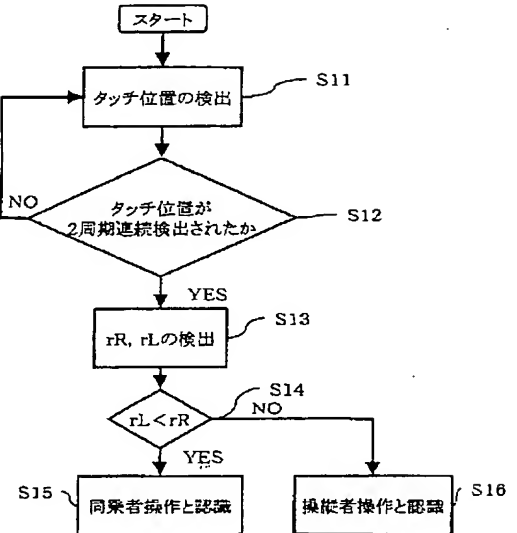 スタート
タッチ位置の検出
S11
NO
タッチ位置が
2周期連続検出されたか
S12
YES
rR, rLの検出
S13
rL<rR
S14
NO
YES
S15
同乗者操作と認識
操縦者操作と認識
S16